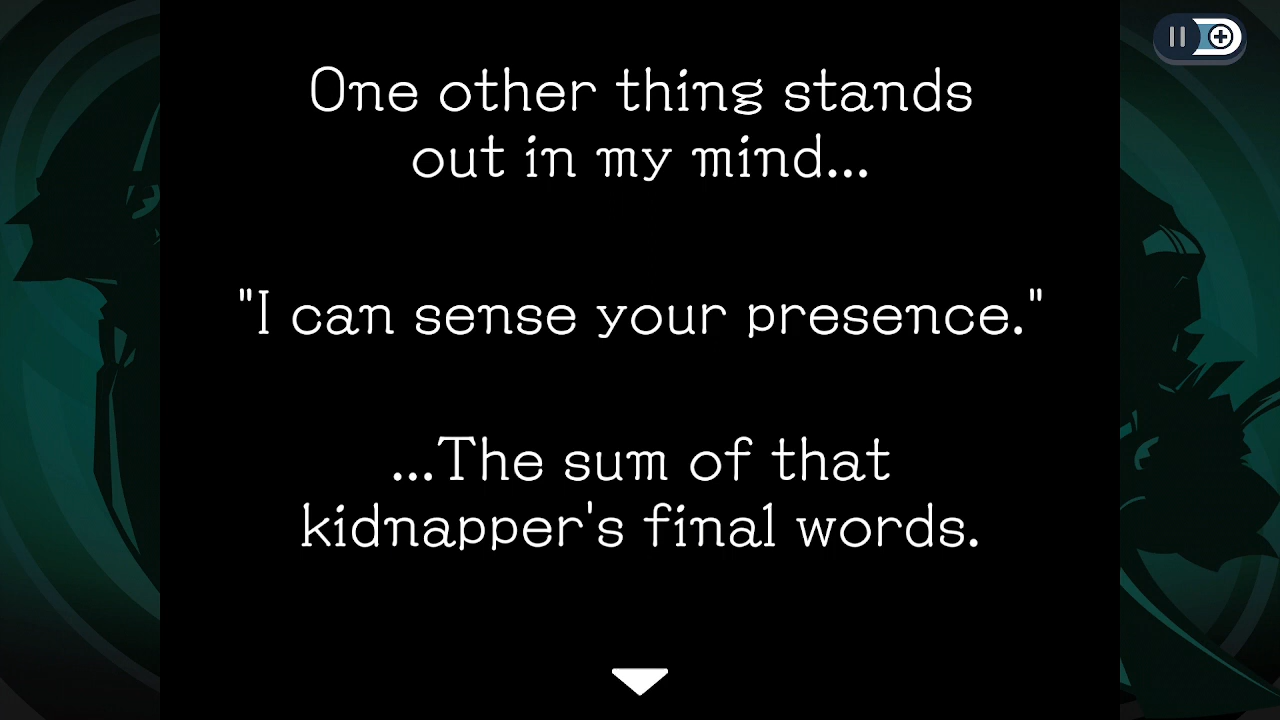 One other thing stands
out in my mind...
"I can sense your presence."
...The sum of that
kidnapper's final words.